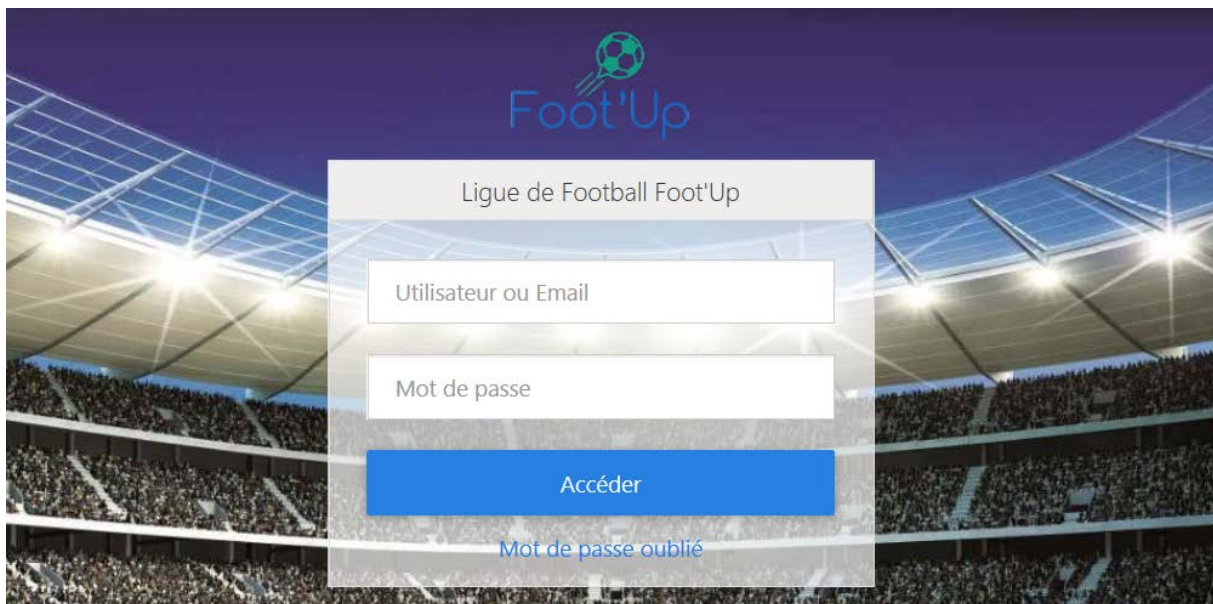 Foot'Up
Ligue de Football Foot'Up
Utilisateur ou Email
Mot de passe
Accéder
Mot de passe oublié